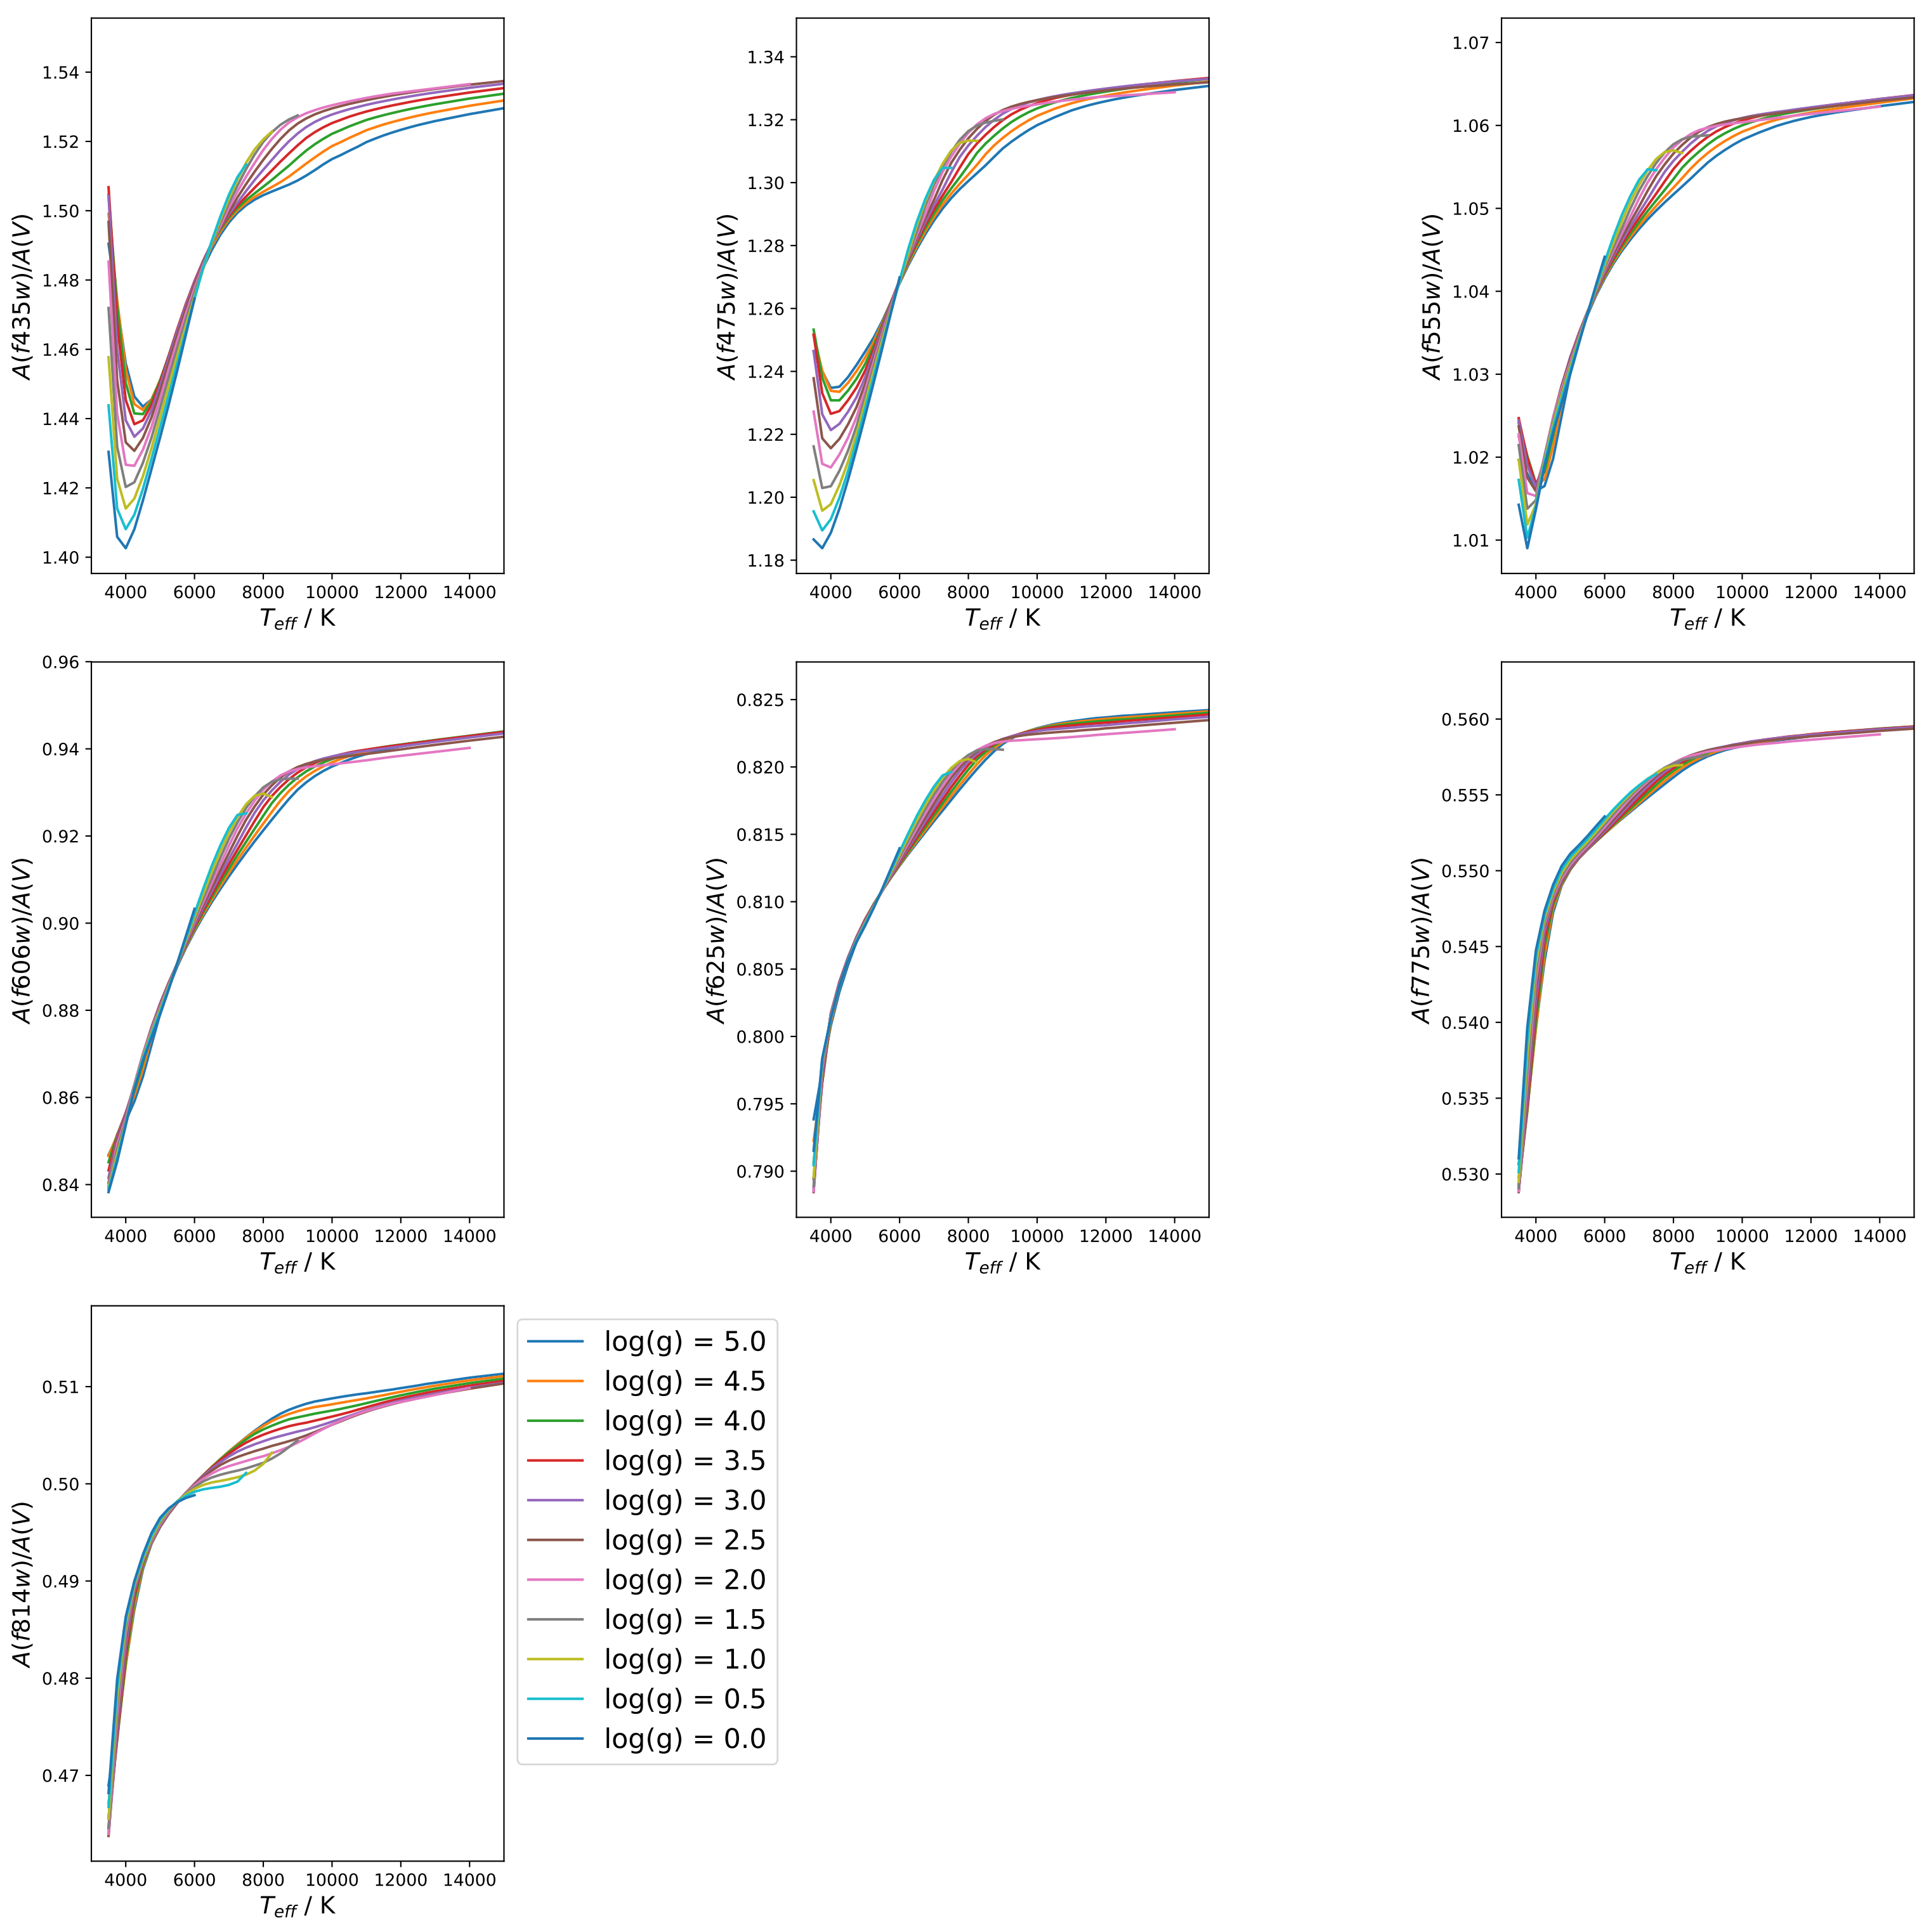 1.54
1.52
1.50
1.48
1.46
1.44
1.42
1.40
A(f435w)/A(V)
4000 6000 8000 10000 12000 14000
T_eff / K
1.34
1.32
1.30
1.28
1.26
1.24
1.22
1.20
1.18
A(f475w)/A(V)
4000 6000 8000 10000 12000 14000
T_eff / K
1.07
1.06
1.05
1.04
1.03
1.02
1.01
A(f555w)/A(V)
4000 6000 8000 10000 12000 14000
T_eff / K
0.96
0.94
0.92
0.90
0.88
0.86
0.84
A(f606w)/A(V)
4000 6000 8000 10000 12000 14000
T_eff / K
0.825
0.820
0.815
0.810
0.805
0.800
0.795
0.790
A(f625w)/A(V)
4000 6000 8000 10000 12000 14000
T_eff / K
0.560
0.555
0.550
0.545
0.540
0.535
0.530
A(f775w)/A(V)
4000 6000 8000 10000 12000 14000
T_eff / K
0.51
0.50
0.49
0.48
0.47
A(f814w)/A(V)
4000 6000 8000 10000 12000 14000
T_eff / K
log(g) = 5.0
log(g) = 4.5
log(g) = 4.0
log(g) = 3.5
log(g) = 3.0
log(g) = 2.5
log(g) = 2.0
log(g) = 1.5
log(g) = 1.0
log(g) = 0.5
log(g) = 0.0